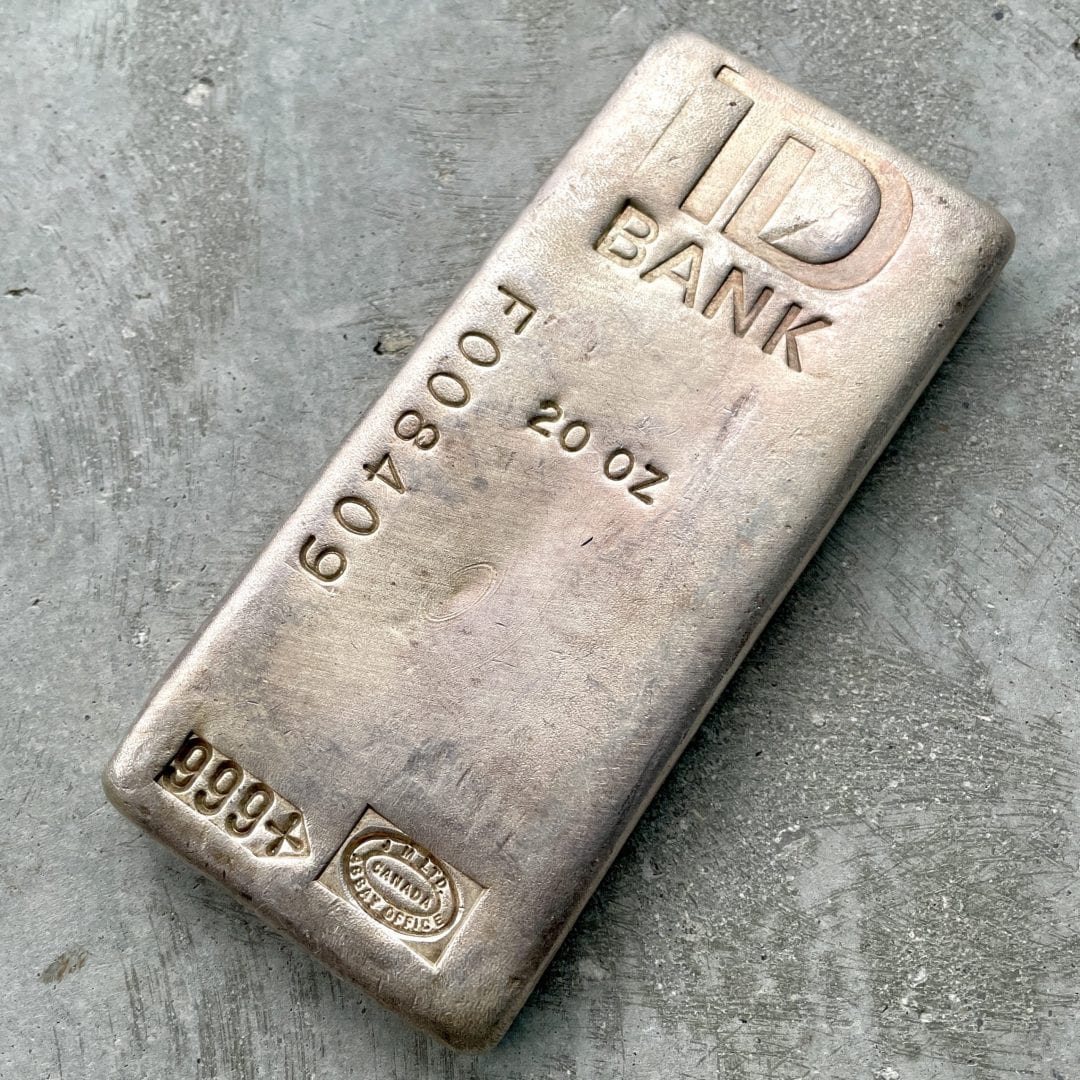 TD
BANK
F008409
20 OZ
999+
J M LTD.
CANADA
ASSAY OFFICE